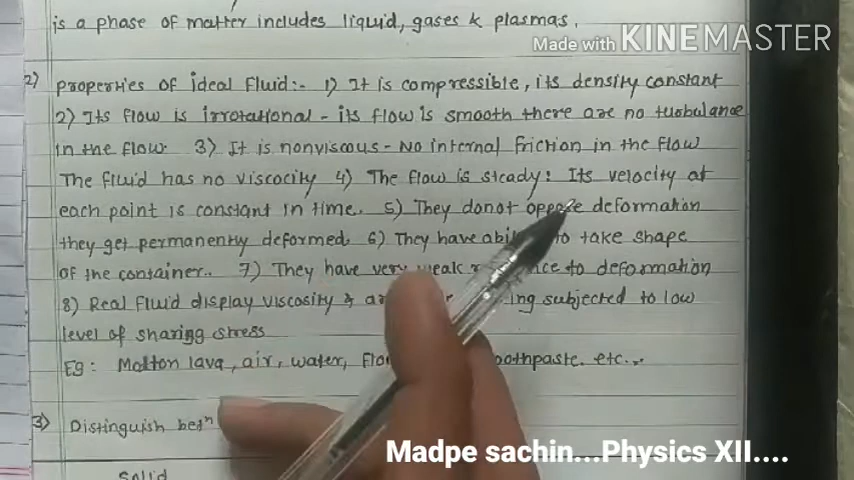 is a phase of matter includes liquid, gases & plasmas.
Made with KINEMASTER
2) properties of ideal fluid:- 1) It is compressible, its density constant
2) Its flow is irrotational - its flow is smooth there are no turbulance
in the flow. 3) It is nonviscous - No internal friction in the flow
The fluid has no viscocity 4) The flow is steady: Its velocity at
each point is constant in time. 5) They donot oppose deformation
they get permanently deformed. 6) They have to take shape
of the container.. 7) They have very weak to deformation
8) Real fluid display viscosity & subjected to low
level of sharing stress
Eg: Molton lava, air, water, toothpaste. etc...
3) Distinguish betn
Solid
Madpe sachin...Physics XII....